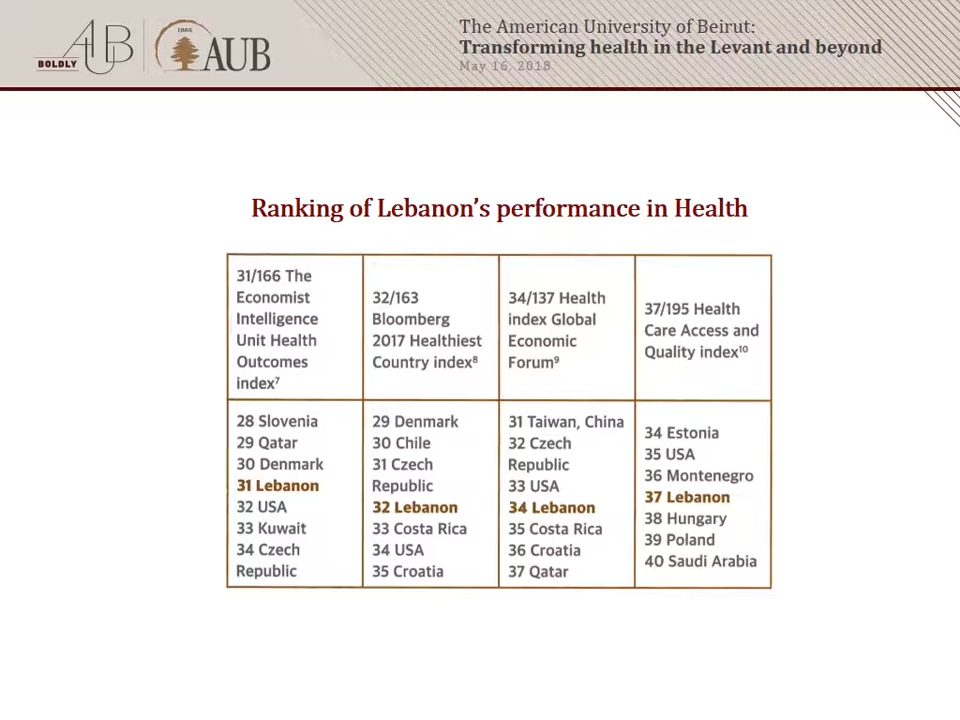 AUB
BOLDLY
1866
AUB
The American University of Beirut:
Transforming health in the Levant and beyond
May 16, 2018
Ranking of Lebanon's performance in Health
31/166 The
Economist
Intelligence
Unit Health
Outcomes
index⁷
32/163
Bloomberg
2017 Healthiest
Country index⁸
34/137 Health
index Global
Economic
Forum⁹
37/195 Health
Care Access and
Quality index¹⁰
28 Slovenia
29 Qatar
30 Denmark
31 Lebanon
32 USA
33 Kuwait
34 Czech
Republic
29 Denmark
30 Chile
31 Czech
Republic
32 Lebanon
33 Costa Rica
34 USA
35 Croatia
31 Taiwan, China
32 Czech
Republic
33 USA
34 Lebanon
35 Costa Rica
36 Croatia
37 Qatar
34 Estonia
35 USA
36 Montenegro
37 Lebanon
38 Hungary
39 Poland
40 Saudi Arabia